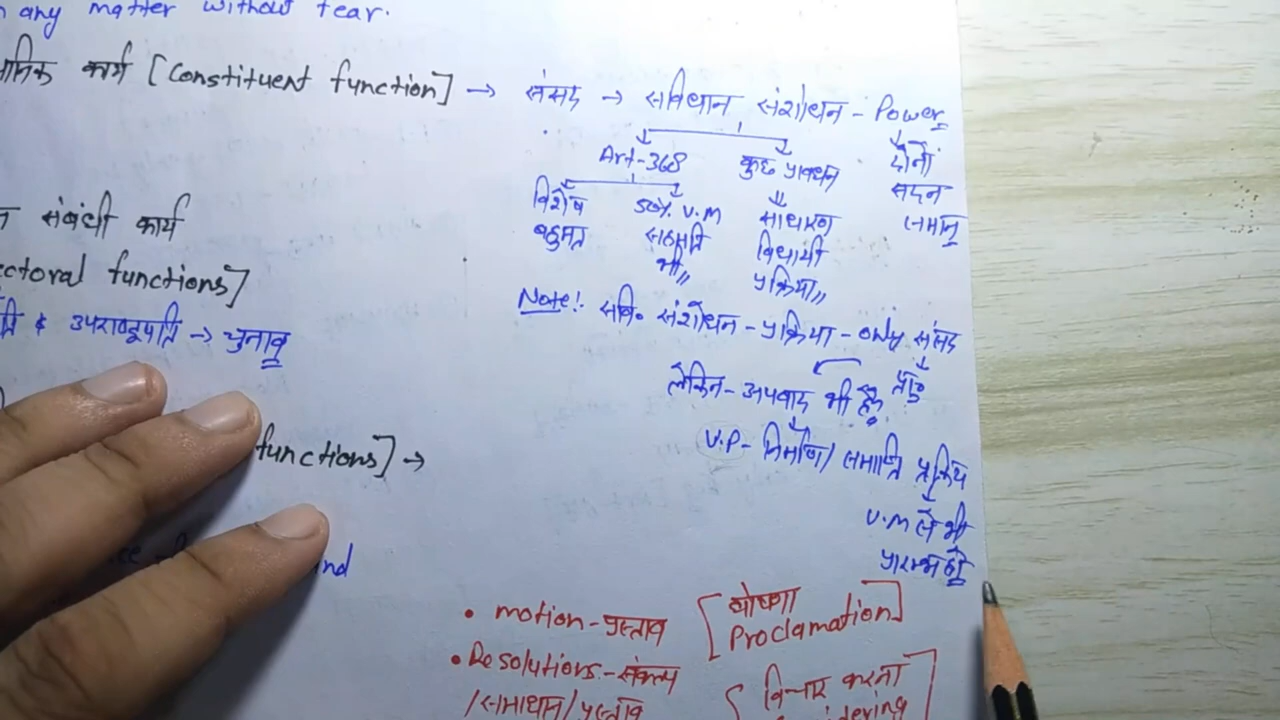 any matter without fear.
कार्य [Constituent function] → संसद → सविधान संशोधन - Power
Art-368 कुछ प्रावधान दोनों
सदन
विशेष 50% V.M साधारण समान
बहुमत सहमति विधायी
भी प्रक्रिया
संबंधी कार्य
ectoral functions]
& उपराष्ट्रपति → चुनाव
Note!. सवि॰ संशोधन - प्रक्रिया - only संसद
लेकिन - अपवाद भी है
functions] →
V.P - निर्माण / समाप्ति प्रक्रिय
V.M से भी
प्रारम्भ हो
nd
• motion - प्रस्ताव [घोषणा
Proclamation]
• Resolutions - संकल्प
/समाधान/प्रस्ताव [विचार करना